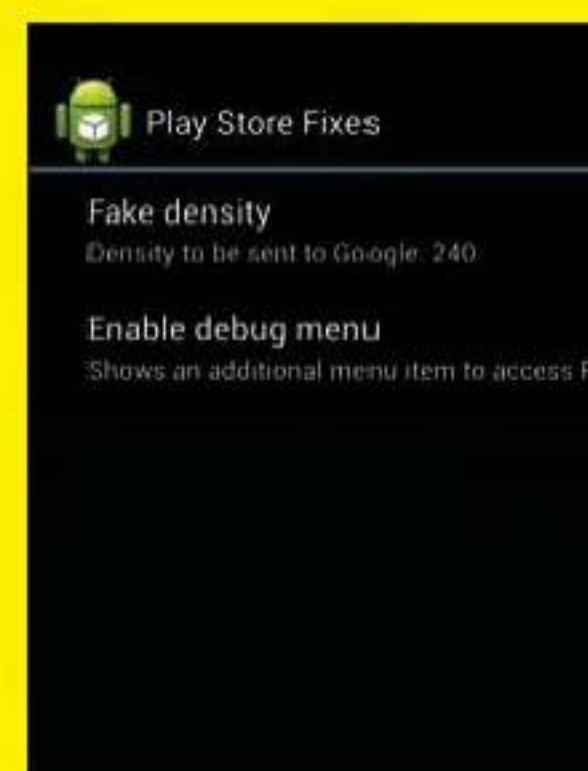 Play Store Fixes
Fake density
Density to be sent to Google. 240
Enable debug menu
Shows an additional menu item to access